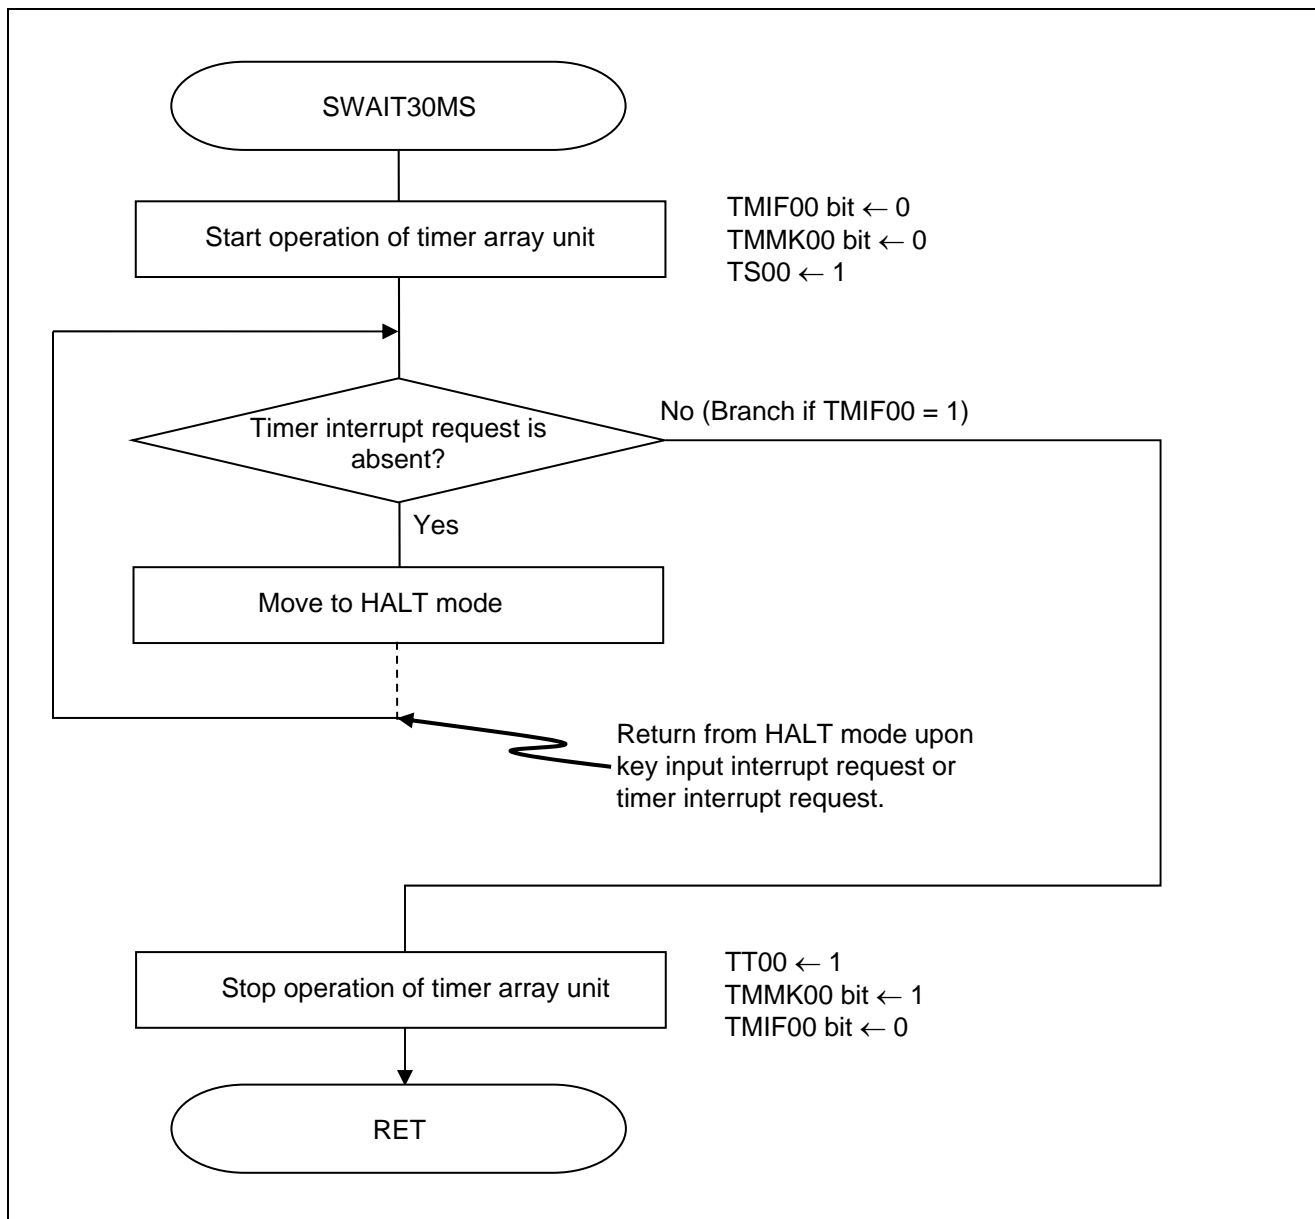 SWAIT30MS
Start operation of timer array unit
TMIF00 bit ← 0
TMMK00 bit ← 0
TS00 ← 1
Timer interrupt request is
absent?
No (Branch if TMIF00 = 1)
Yes
Move to HALT mode
Return from HALT mode upon
key input interrupt request or
timer interrupt request.
Stop operation of timer array unit
TT00 ← 1
TMMK00 bit ← 1
TMIF00 bit ← 0
RET